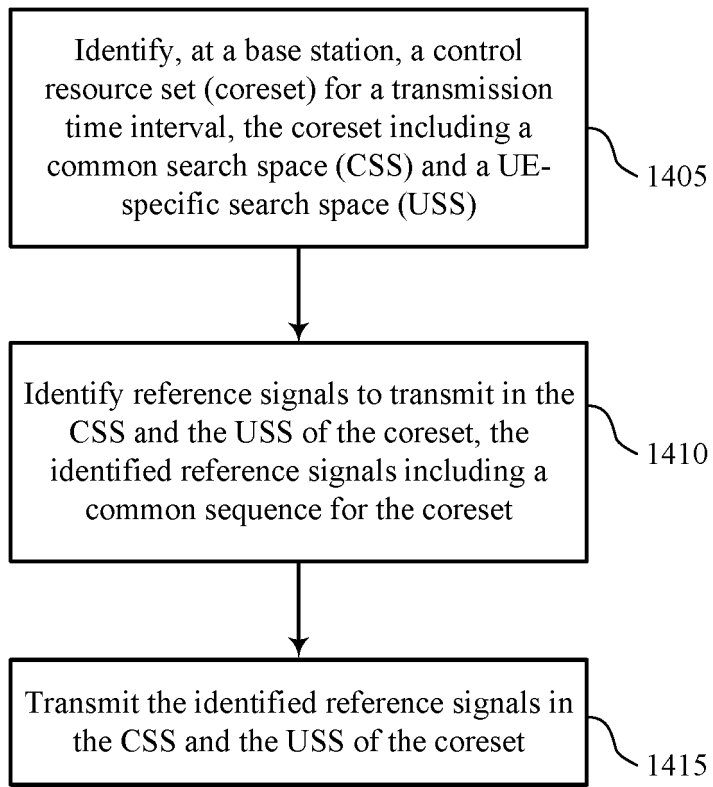 Identify, at a base station, a control
resource set (coreset) for a transmission
time interval, the coreset including a
common search space (CSS) and a UE-
specific search space (USS)
1405
Identify reference signals to transmit in the
CSS and the USS of the coreset, the
identified reference signals including a
common sequence for the coreset
1410
Transmit the identified reference signals in
the CSS and the USS of the coreset
1415